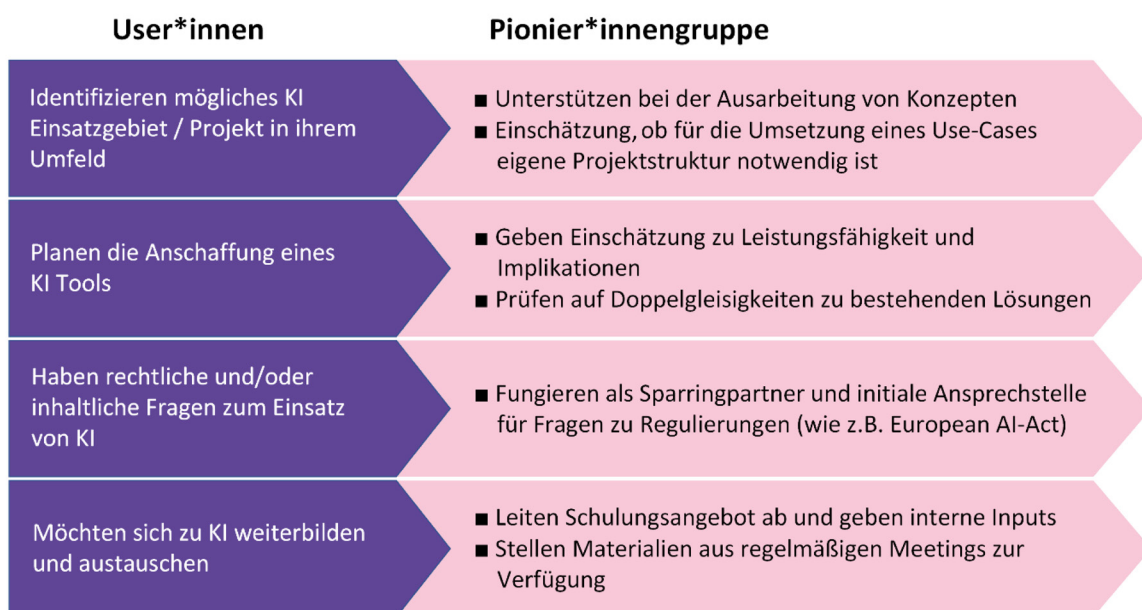 User*innen
Pionier*innengruppe
Identifizieren mögliches KI
Einsatzgebiet / Projekt in ihrem
Umfeld
■ Unterstützen bei der Ausarbeitung von Konzepten
■ Einschätzung, ob für die Umsetzung eines Use-Cases
eigene Projektstruktur notwendig ist
Planen die Anschaffung eines
KI Tools
■ Geben Einschätzung zu Leistungsfähigkeit und
Implikationen
■ Prüfen auf Doppelgleisigkeiten zu bestehenden Lösungen
Haben rechtliche und/oder
inhaltliche Fragen zum Einsatz
von KI
■ Fungieren als Sparringpartner und initiale Ansprechstelle
für Fragen zu Regulierungen (wie z.B. European AI-Act)
Möchten sich zu KI weiterbilden
und austauschen
■ Leiten Schulungsangebot ab und geben interne Inputs
■ Stellen Materialien aus regelmäßigen Meetings zur
Verfügung